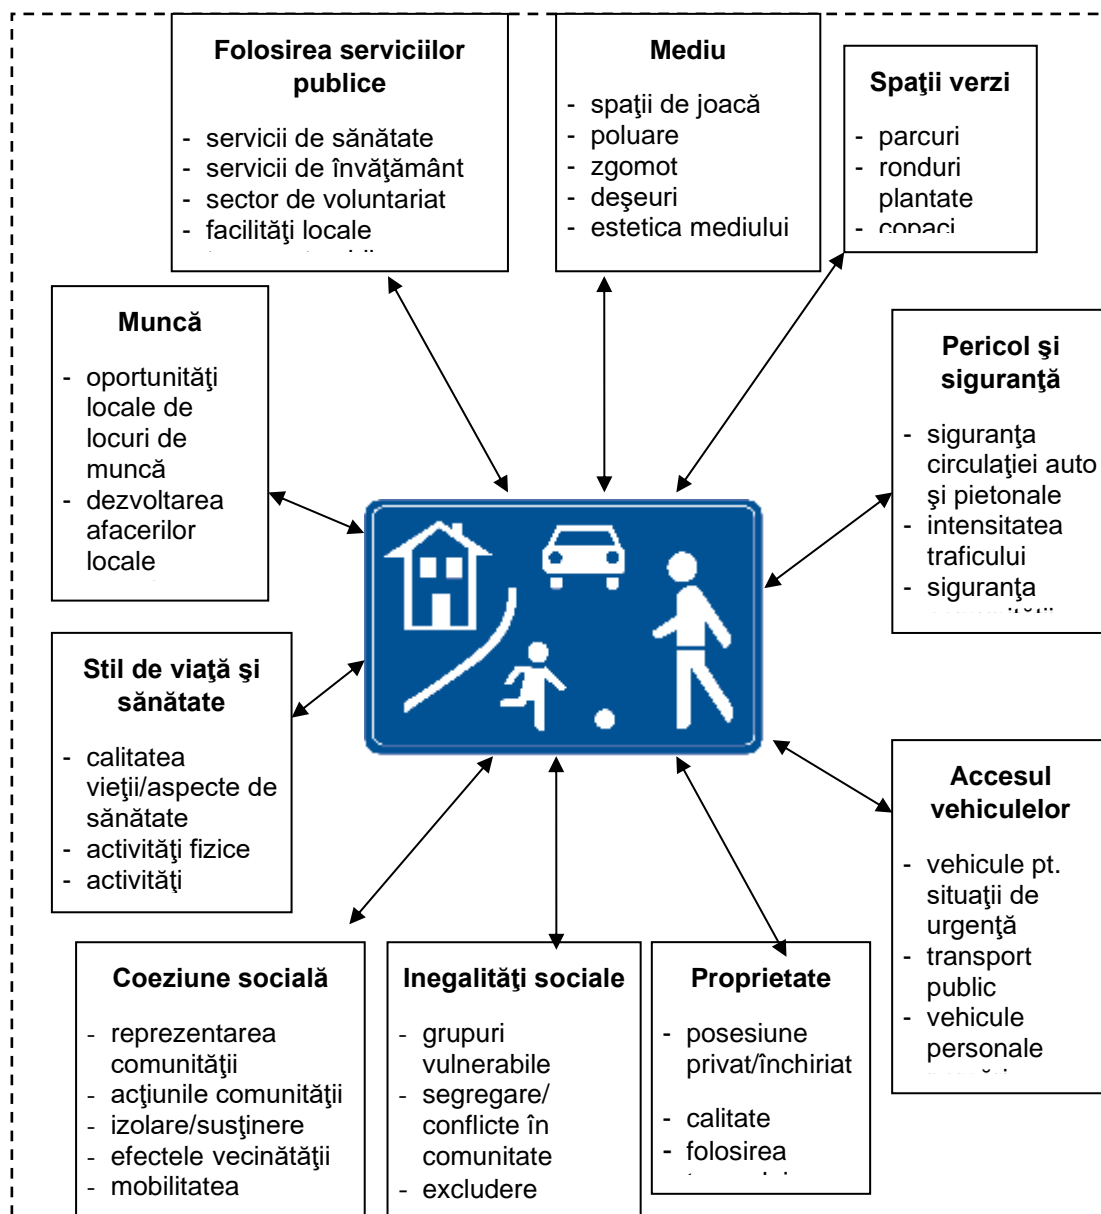 Folosirea serviciilor
publice
- servicii de sănătate
- servicii de învăţământ
- sector de voluntariat
- facilităţi locale
Mediu
- spaţii de joacă
- poluare
- zgomot
- deşeuri
- estetica mediului
Spaţii verzi
- parcuri
- ronduri
plantate
- copaci
Muncă
- oportunităţi
locale de
locuri de
muncă
- dezvoltarea
afacerilor
locale
Pericol şi
siguranţă
- siguranţa
circulaţiei auto
şi pietonale
- intensitatea
traficului
- siguranţa
Stil de viaţă şi
sănătate
- calitatea
vieţii/aspecte de
sănătate
- activităţi fizice
- activităţi
Accesul
vehiculelor
- vehicule pt.
situaţii de
urgenţă
- transport
public
- vehicule
personale
Coeziune socială
- reprezentarea
comunităţii
- acţiunile comunităţii
- izolare/susţinere
- efectele vecinătăţii
- mobilitatea
Inegalităţi sociale
- grupuri
vulnerabile
- segregare/
conflicte în
comunitate
- excludere
Proprietate
- posesiune
privat/închiriat
- calitate
- folosirea